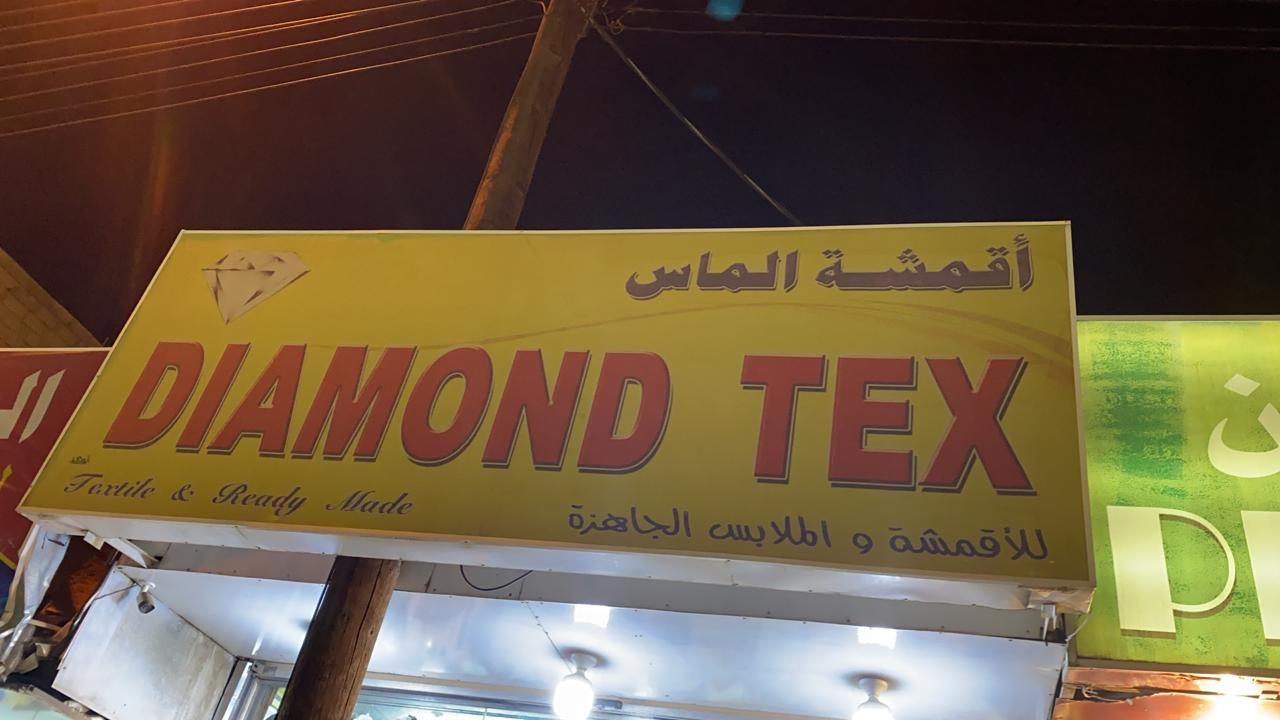 أقمشة الماس
DIAMOND TEX
Textile & Ready Made
للأقمشة و الملابس الجاهزة